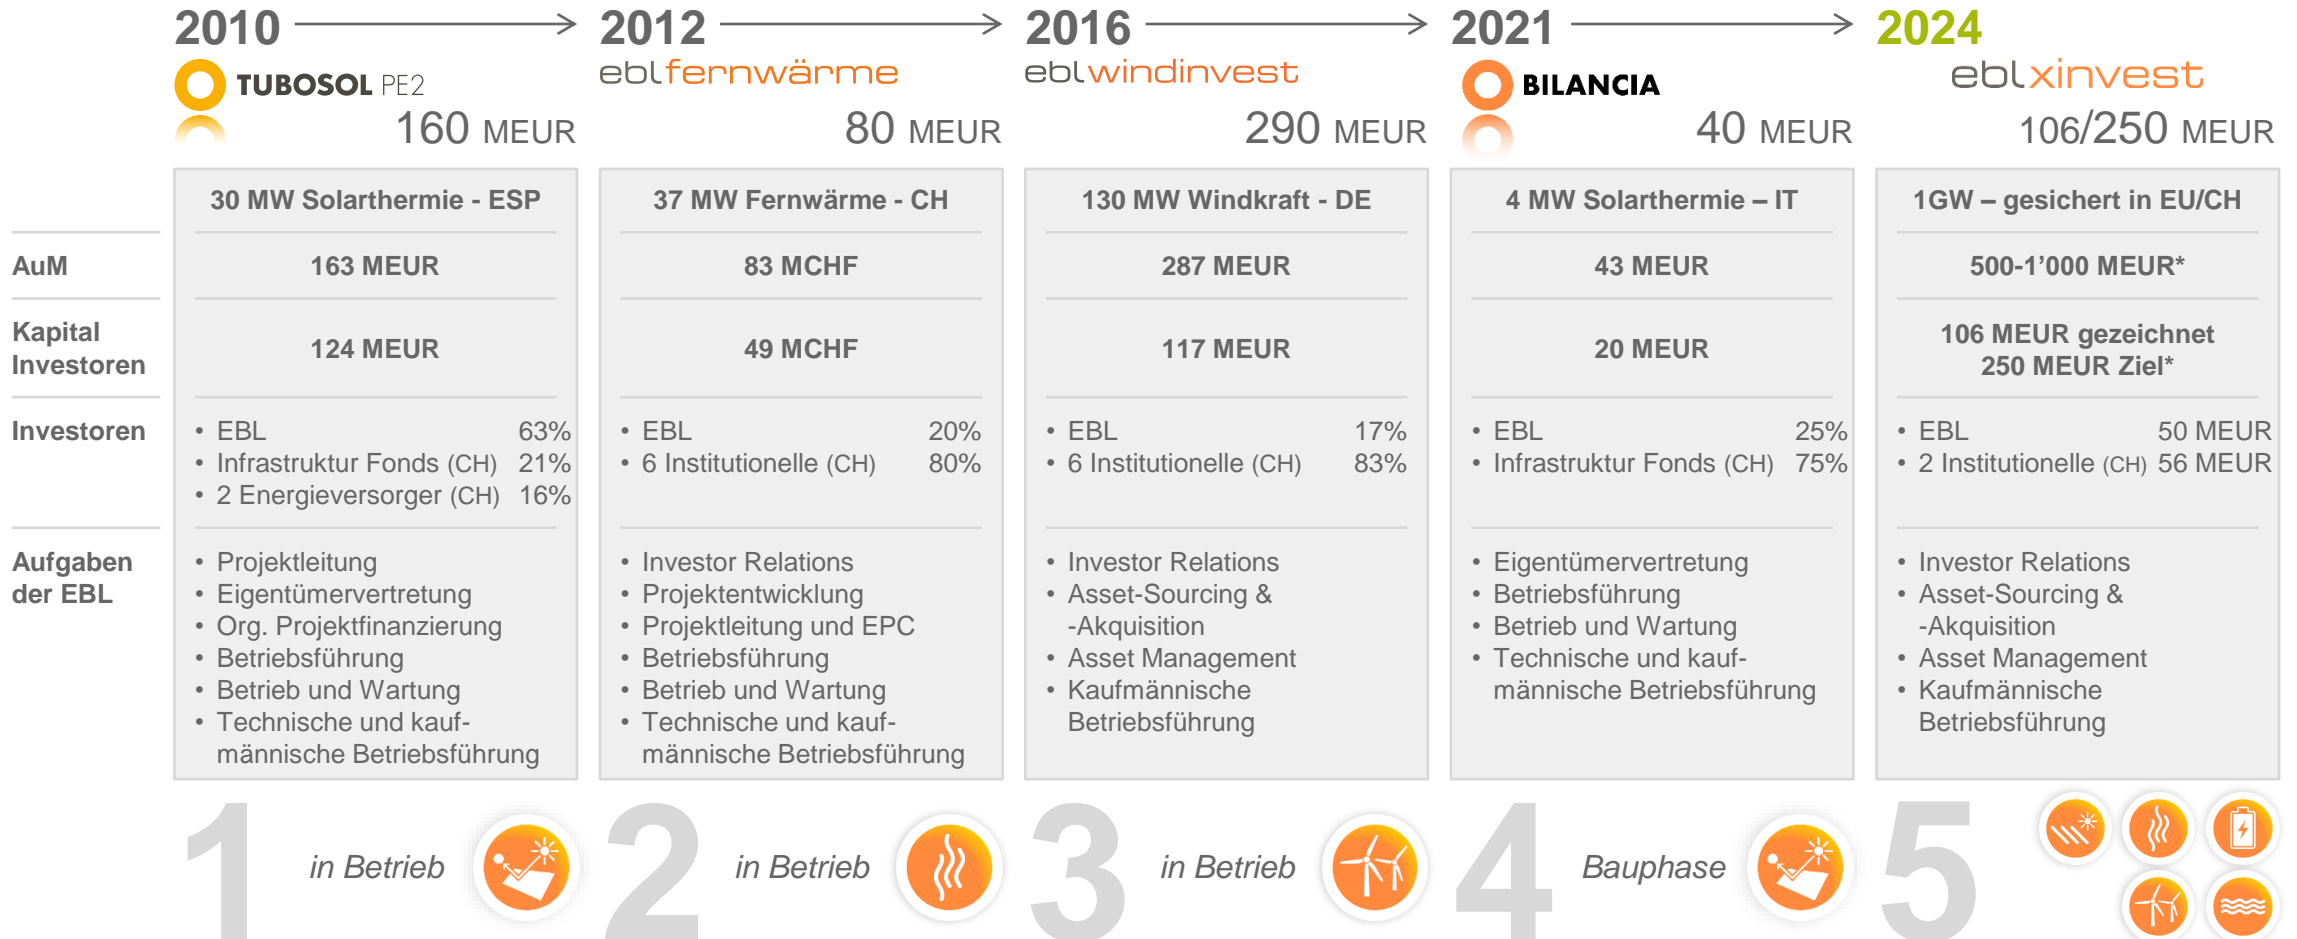 2010
TUBOSOL PE2
160 MEUR
2012
eblfernwärme
80 MEUR
2016
eblwindinvest
290 MEUR
2021
BILANCIA
40 MEUR
2024
eblxinvest
106/250 MEUR
30 MW Solarthermie - ESP
37 MW Fernwärme - CH
130 MW Windkraft - DE
4 MW Solarthermie – IT
1GW – gesichert in EU/CH
AuM
163 MEUR
83 MCHF
287 MEUR
43 MEUR
500-1’000 MEUR*
Kapital
Investoren
124 MEUR
49 MCHF
117 MEUR
20 MEUR
106 MEUR gezeichnet
250 MEUR Ziel*
Investoren
• EBL 63%
• Infrastruktur Fonds (CH) 21%
• 2 Energieversorger (CH) 16%
• EBL 20%
• 6 Institutionelle (CH) 80%
• EBL 17%
• 6 Institutionelle (CH) 83%
• EBL 25%
• Infrastruktur Fonds (CH) 75%
• EBL 50 MEUR
• 2 Institutionelle (CH) 56 MEUR
Aufgaben
der EBL
• Projektleitung
• Eigentümervertretung
• Org. Projektfinanzierung
• Betriebsführung
• Betrieb und Wartung
• Technische und kauf-
männische Betriebsführung
• Investor Relations
• Projektentwicklung
• Projektleitung und EPC
• Betriebsführung
• Betrieb und Wartung
• Technische und kauf-
männische Betriebsführung
• Investor Relations
• Asset-Sourcing &
-Akquisition
• Asset Management
• Kaufmännische
Betriebsführung
• Eigentümervertretung
• Betriebsführung
• Betrieb und Wartung
• Technische und kauf-
männische Betriebsführung
• Investor Relations
• Asset-Sourcing &
-Akquisition
• Asset Management
• Kaufmännische
Betriebsführung
1
in Betrieb
2
in Betrieb
3
in Betrieb
4
Bauphase
5